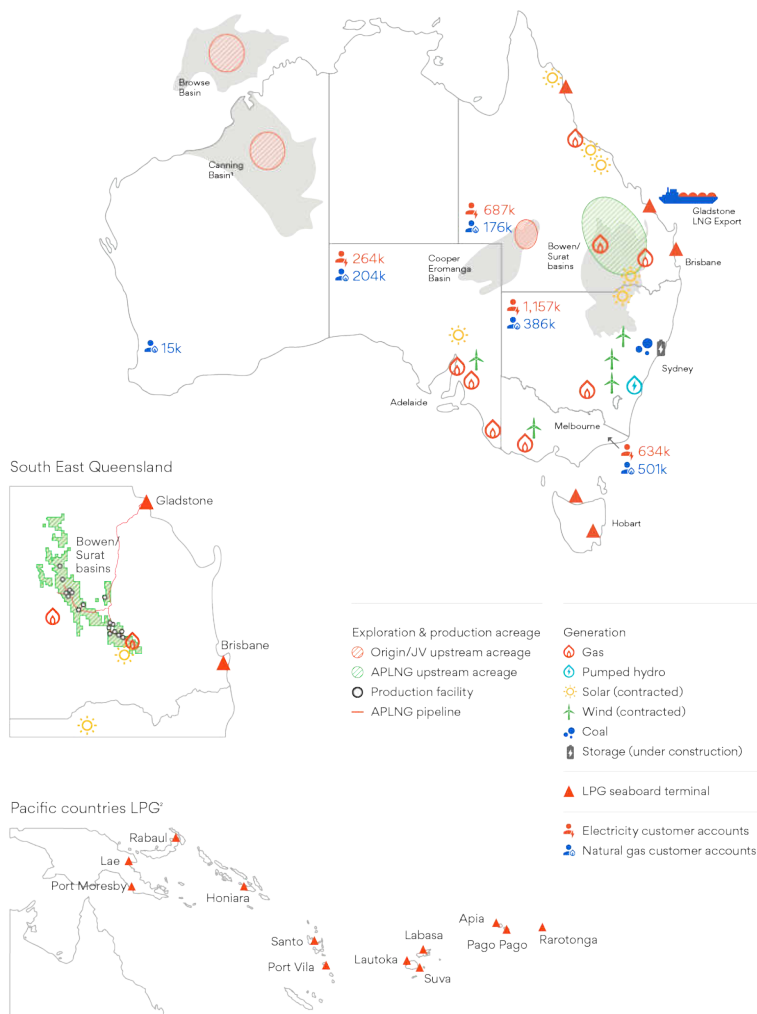 Browse
Basin
Canning
Basin¹
687k
176k
Gladstone
LNG Export
264k
204k
Cooper
Eromanga
Basin
Bowen/
Surat
basins
Brisbane
1,157k
386k
15k
Sydney
Adelaide
Melbourne
634k
501k
Hobart
South East Queensland
Gladstone
Bowen/
Surat
basins
Brisbane
Exploration & production acreage
Origin/JV upstream acreage
APLNG upstream acreage
Production facility
APLNG pipeline
Generation
Gas
Pumped hydro
Solar (contracted)
Wind (contracted)
Coal
Storage (under construction)
LPG seaboard terminal
Electricity customer accounts
Natural gas customer accounts
Pacific countries LPG²
Rabaul
Lae
Port Moresby
Honiara
Santo
Port Vila
Lautoka
Labasa
Suva
Apia
Pago Pago
Rarotonga